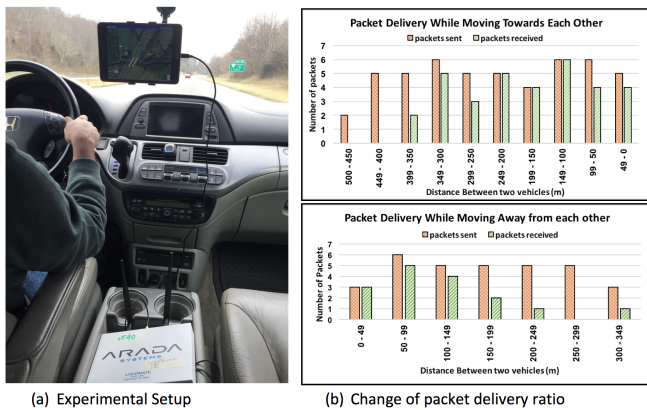 VT40
ARADA
SYSTEMS
LOCOMATE
(a) Experimental Setup
Packet Delivery While Moving Towards Each Other
packets sent packets received
Number of packets
7
6
5
4
3
2
1
0
500 - 450
449 - 400
399 - 350
349 - 300
299 - 250
249 - 200
199 - 150
149 - 100
99 - 50
49 - 0
Distance Between two vehicles (m)
Packet Delivery While Moving Away from each other
packets sent packets received
Number of Packets
7
6
5
4
3
2
1
0
0 - 49
50 - 99
100 - 149
150 - 199
200 - 249
250 - 299
300 - 349
Distance Between two vehicles (m)
(b) Change of packet delivery ratio